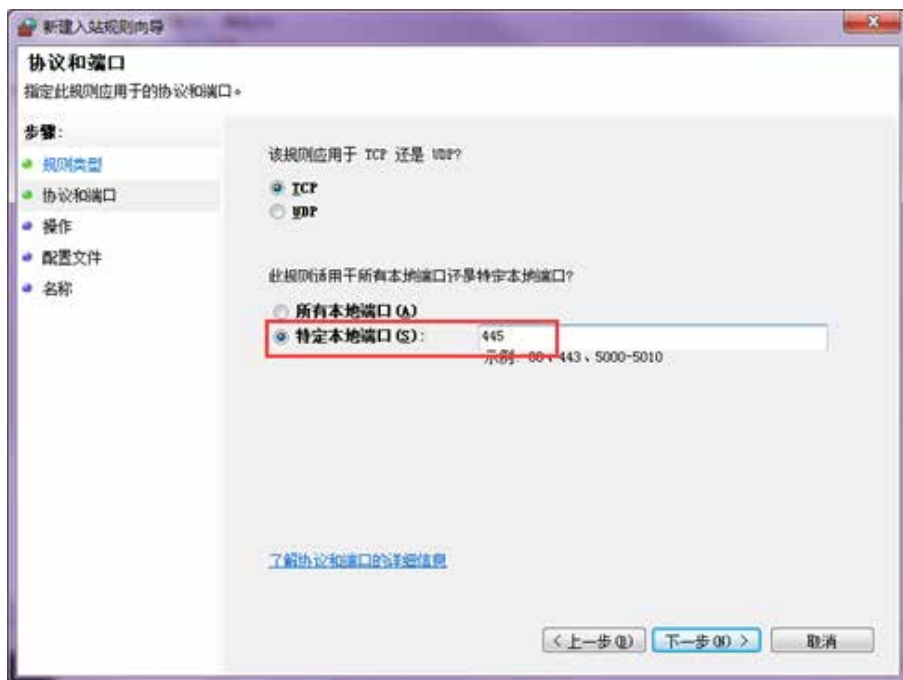 新建入站规则向导
协议和端口
指定此规则应用于的协议和端口。
步骤:
规则类型
协议和端口
操作
配置文件
名称
该规则应用于 TCP 还是 UDP?
TCP
UDP
此规则适用于所有本地端口还是特定本地端口?
所有本地端口(A)
特定本地端口(S): 445
示例: 80、443、5000-5010
了解协议和端口的详细信息
< 上一步(B) 下一步(N) > 取消